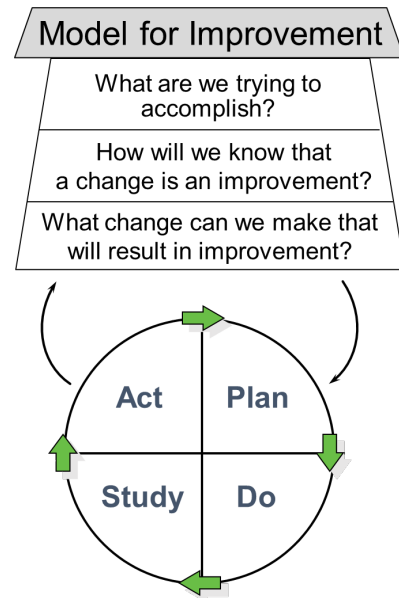 Model for Improvement
What are we trying to
accomplish?
How will we know that
a change is an improvement?
What change can we make that
will result in improvement?
Act Plan
Study Do